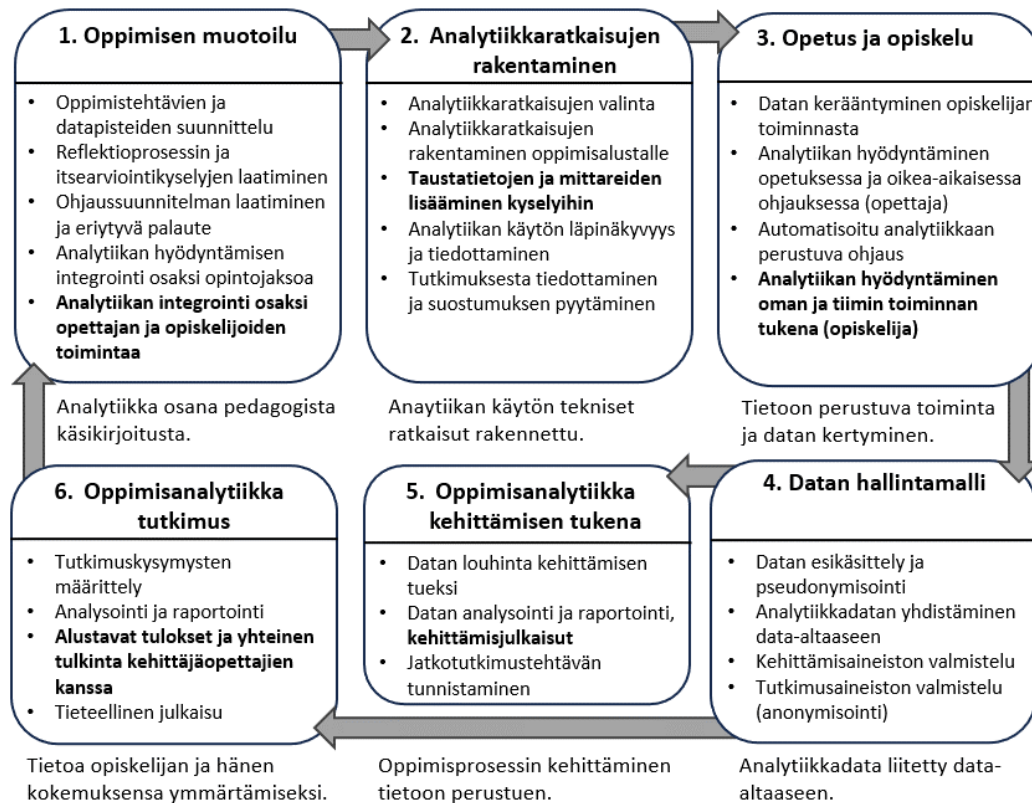 1. Oppimisen muotoilu
• Oppimistehtävien ja
datapisteiden suunnittelu
• Reflektioprosessin ja
itsearviointikyselyjen laatiminen
• Ohjaussuunnitelman laatiminen
ja eriytyvä palaute
• Analytiikan hyödyntämisen
integrointi osaksi opintojaksoa
• Analytiikan integrointi osaksi
opettajan ja opiskelijoiden
toimintaa
Analytiikka osana pedagogista
käsikirjoitusta.
2. Analytiikkaratkaisujen
rakentaminen
• Analytiikkaratkaisujen valinta
• Analytiikkaratkaisujen
rakentaminen oppimisalustalle
• Taustatietojen ja mittareiden
lisääminen kyselyihin
• Analytiikan käytön läpinäkyvyys
ja tiedottaminen
• Tutkimuksesta tiedottaminen
ja suostumuksen pyytäminen
Anaytiikan käytön tekniset
ratkaisut rakennettu.
3. Opetus ja opiskelu
• Datan kerääntyminen opiskelijan
toiminnasta
• Analytiikan hyödyntäminen
opetuksessa ja oikea-aikaisessa
ohjauksessa (opettaja)
• Automatisoitu analytiikkaan
perustuva ohjaus
• Analytiikan hyödyntäminen
oman ja tiimin toiminnan
tukena (opiskelija)
Tietoon perustuva toiminta
ja datan kertyminen.
4. Datan hallintamalli
• Datan esikäsittely ja
pseudonymisointi
• Analytiikkadatan yhdistäminen
data-altaaseen
• Kehittämisaineiston valmistelu
• Tutkimusaineiston valmistelu
(anonymisointi)
Analytiikkadata liitetty data-
altaaseen.
5. Oppimisanalytiikka
kehittämisen tukena
• Datan louhinta kehittämisen
tueksi
• Datan analysointi ja raportointi,
kehittämisjulkaisut
• Jatkotutkimustehtävän
tunnistaminen
Oppimisprosessin kehittäminen
tietoon perustuen.
6. Oppimisanalytiikka
tutkimus
• Tutkimuskysymysten
määrittely
• Analysointi ja raportointi
• Alustavat tulokset ja yhteinen
tulkinta kehittäjäopettajien
kanssa
• Tieteellinen julkaisu
Tietoa opiskelijan ja hänen
kokemuksensa ymmärtämiseksi.